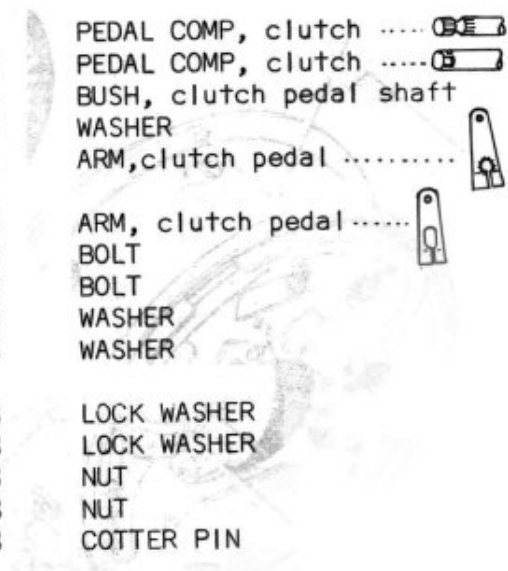 PEDAL COMP, clutch .....
PEDAL COMP, clutch .....
BUSH, clutch pedal shaft
WASHER
ARM,clutch pedal ..........
ARM, clutch pedal ......
BOLT
BOLT
WASHER
WASHER
LOCK WASHER
LOCK WASHER
NUT
NUT
COTTER PIN